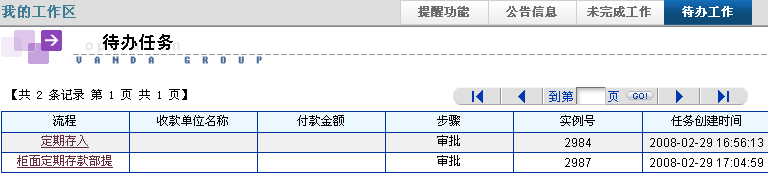 我的工作区 提醒功能 公告信息 未完成工作 待办工作
待办任务
VANDA GROUP
【共 2 条记录 第 1 页 共 1 页】 到第 页 GO!
流程 收款单位名称 付款金额 步骤 实例号 任务创建时间
定期存入 审批 2984 2008-02-29 16:56:13
柜面定期存款部提 审批 2987 2008-02-29 17:04:59